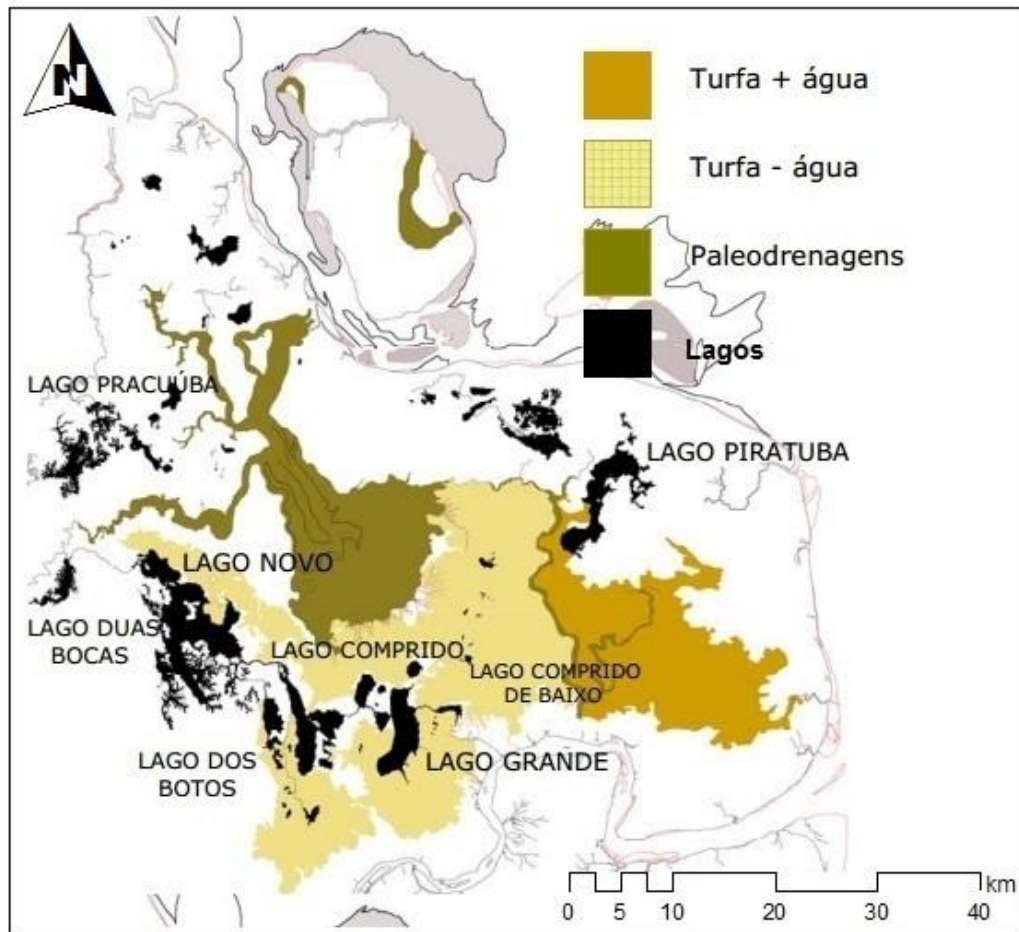 N
Turfa + água
Turfa - água
Paleodrenagens
Lagos
LAGO PRACUÚBA
LAGO PIRATUBA
LAGO NOVO
LAGO DUAS
BOCAS
LAGO COMPRIDO
LAGO COMPRIDO
DE BAIXO
LAGO DOS
BOTOS
LAGO GRANDE
km
0 5 10 20 30 40